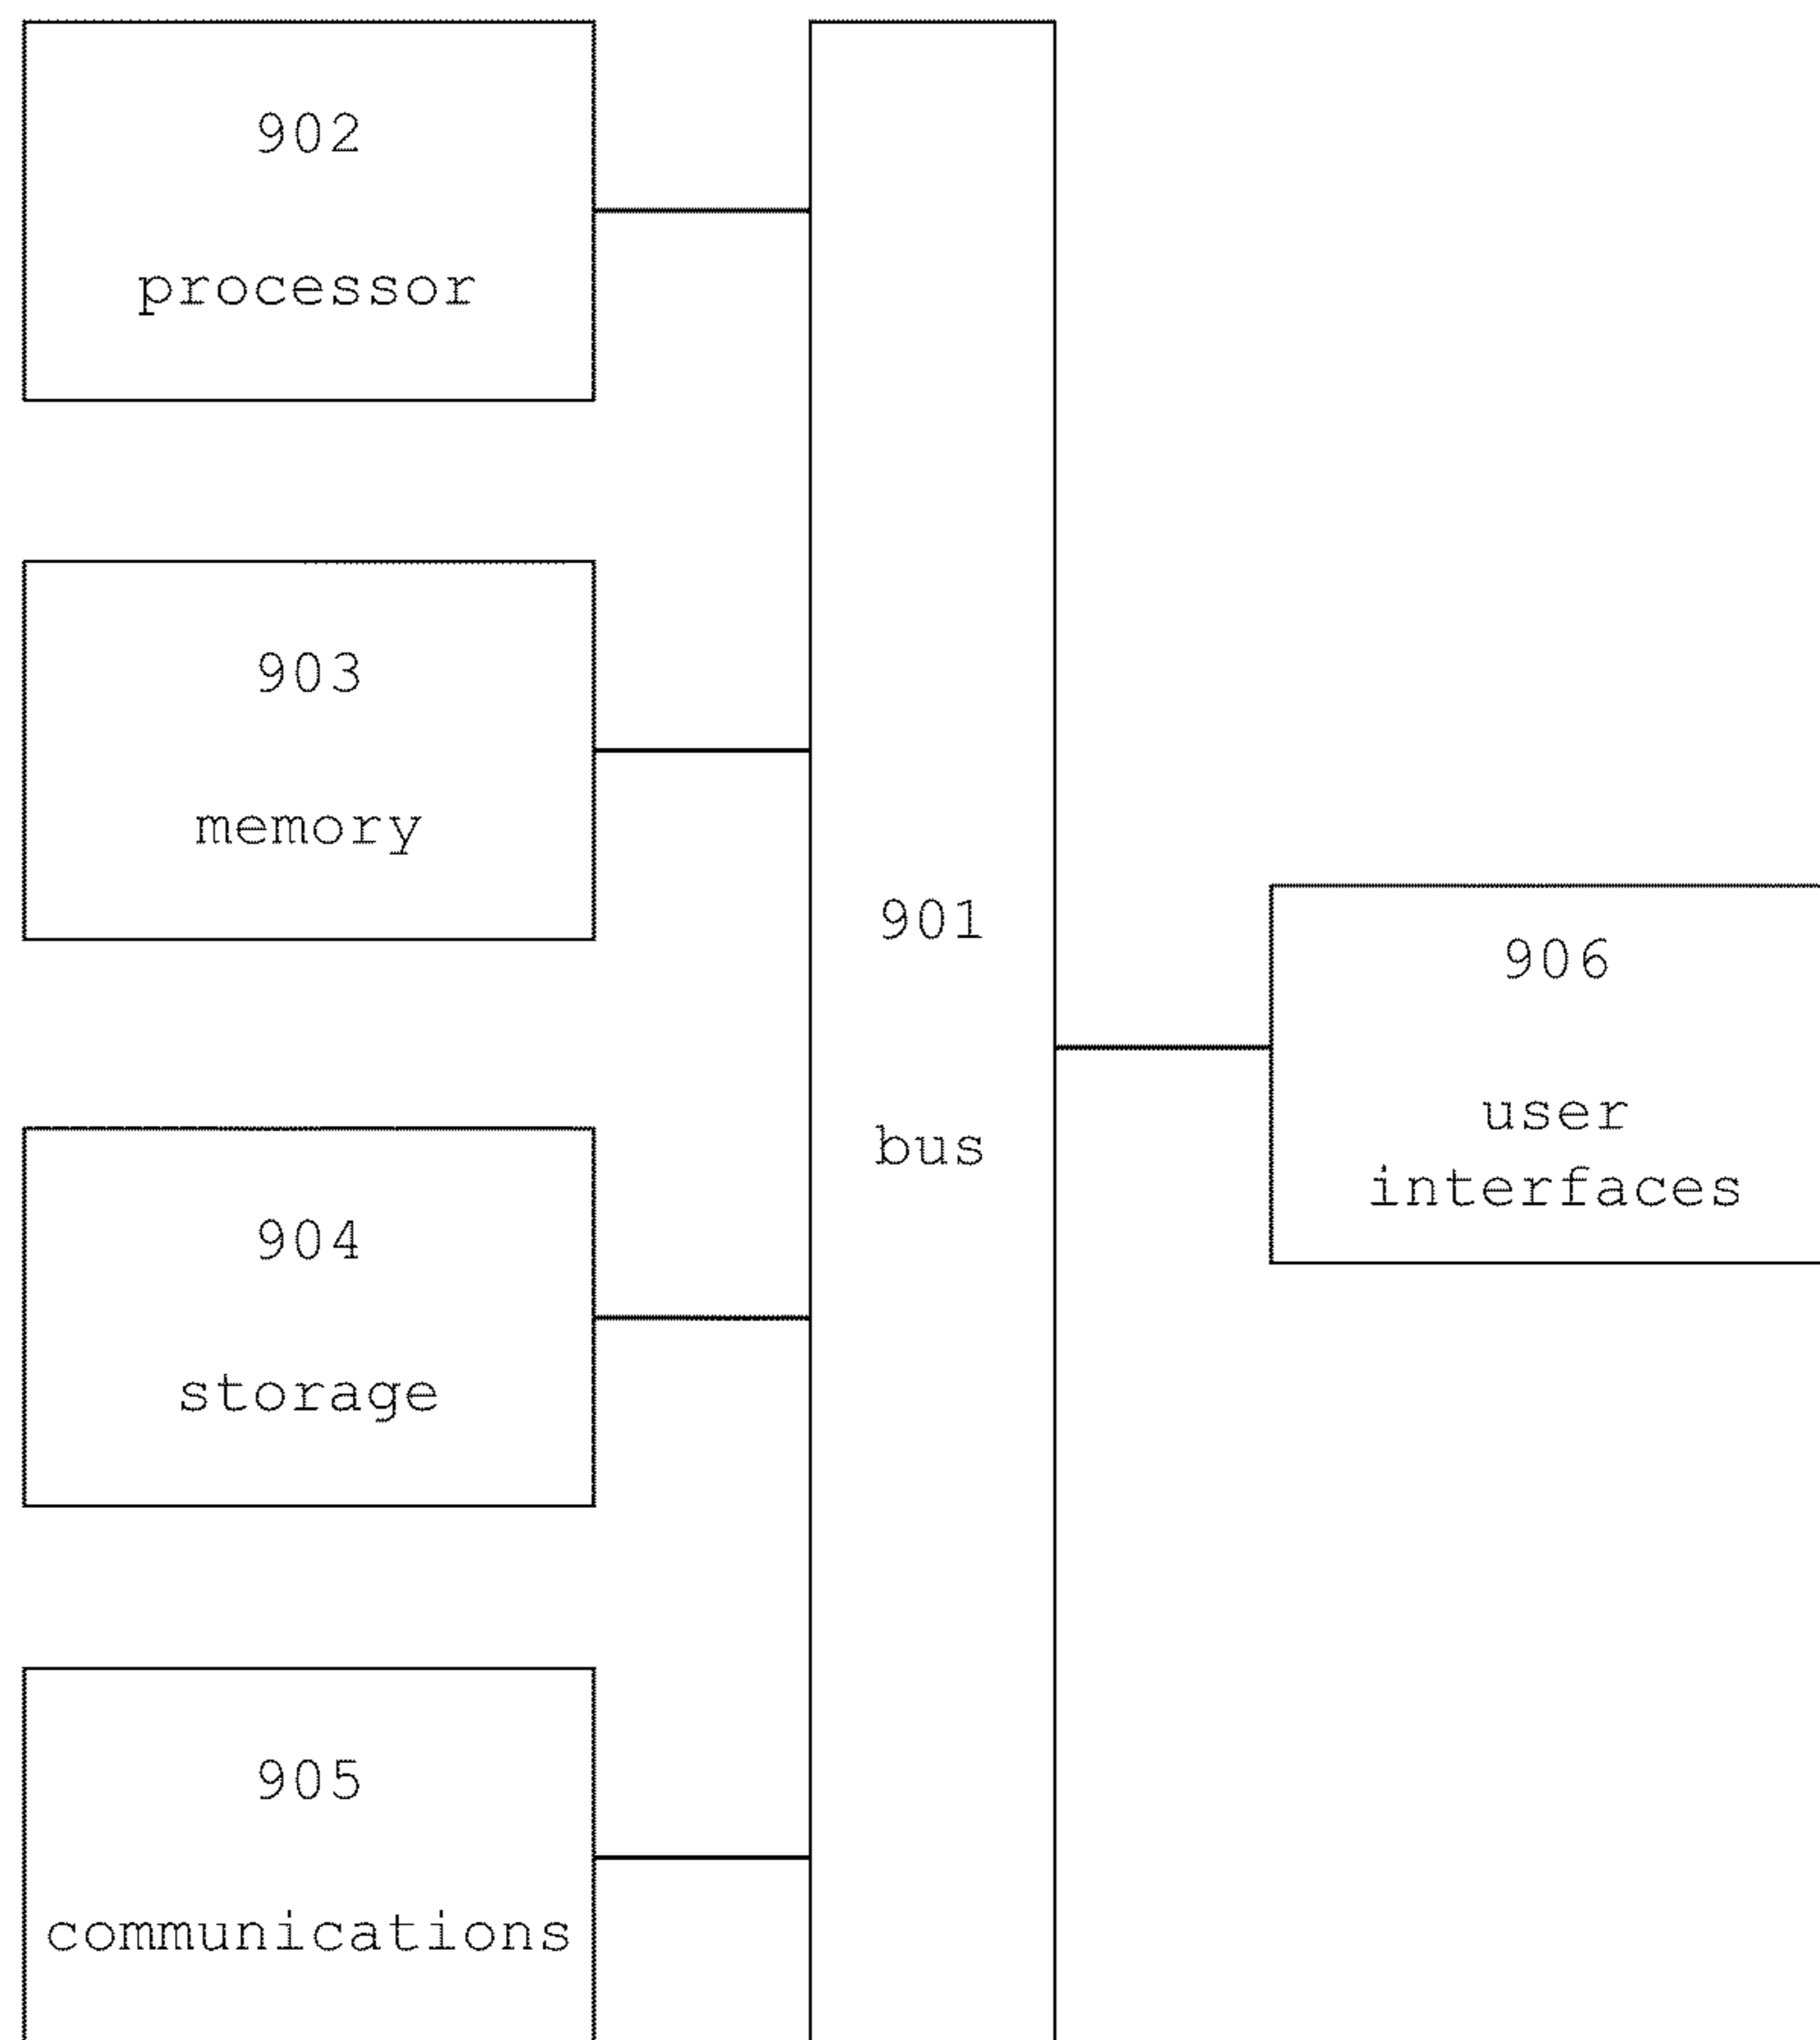 902
processor
903
memory
904
storage
905
communications
901
bus
906
user
interfaces